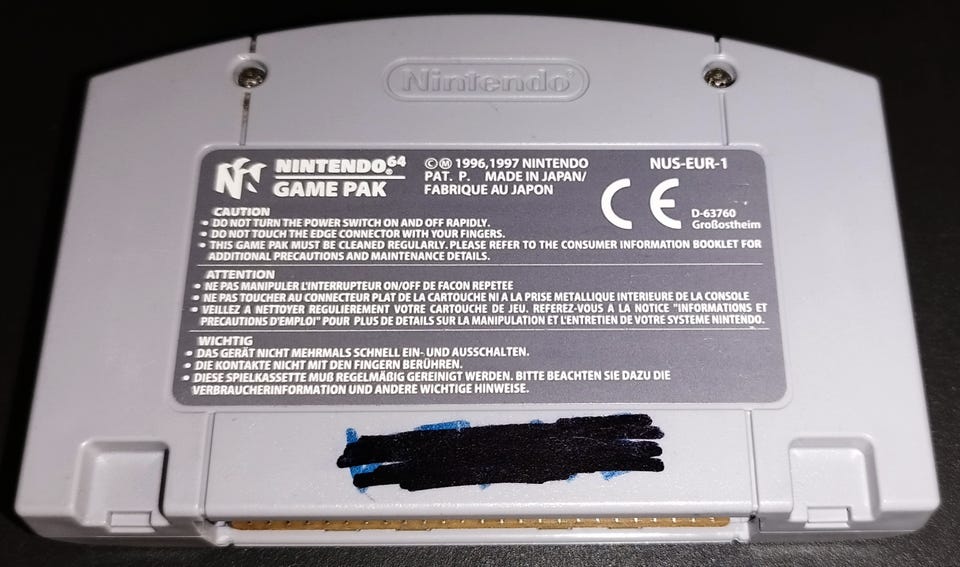 Nintendo
NINTENDO 64
GAME PAK
©Ⓜ 1996,1997 NINTENDO
PAT. P. MADE IN JAPAN/
FABRIQUE AU JAPON
NUS-EUR-1
CE
D-63760
Großostheim
CAUTION
• DO NOT TURN THE POWER SWITCH ON AND OFF RAPIDLY.
• DO NOT TOUCH THE EDGE CONNECTOR WITH YOUR FINGERS.
• THIS GAME PAK MUST BE CLEANED REGULARLY. PLEASE REFER TO THE CONSUMER INFORMATION BOOKLET FOR
ADDITIONAL PRECAUTIONS AND MAINTENANCE DETAILS.
ATTENTION
• NE PAS MANIPULER L'INTERRUPTEUR ON/OFF DE FACON REPETEE
• NE PAS TOUCHER AU CONNECTEUR PLAT DE LA CARTOUCHE NI A LA PRISE METALLIQUE INTERIEURE DE LA CONSOLE
• VEILLEZ A NETTOYER REGULIEREMENT VOTRE CARTOUCHE DE JEU. REFEREZ-VOUS A LA NOTICE "INFORMATIONS ET
PRECAUTIONS D'EMPLOI" POUR PLUS DE DETAILS SUR LA MANIPULATION ET L'ENTRETIEN DE VOTRE SYSTEME NINTENDO.
WICHTIG
• DAS GERÄT NICHT MEHRMALS SCHNELL EIN- UND AUSSCHALTEN.
• DIE KONTAKTE NICHT MIT DEN FINGERN BERÜHREN.
• DIESE SPIELKASSETTE MUß REGELMÄßIG GEREINIGT WERDEN. BITTE BEACHTEN SIE DAZU DIE
VERBRAUCHERINFORMATION UND ANDERE WICHTIGE HINWEISE.